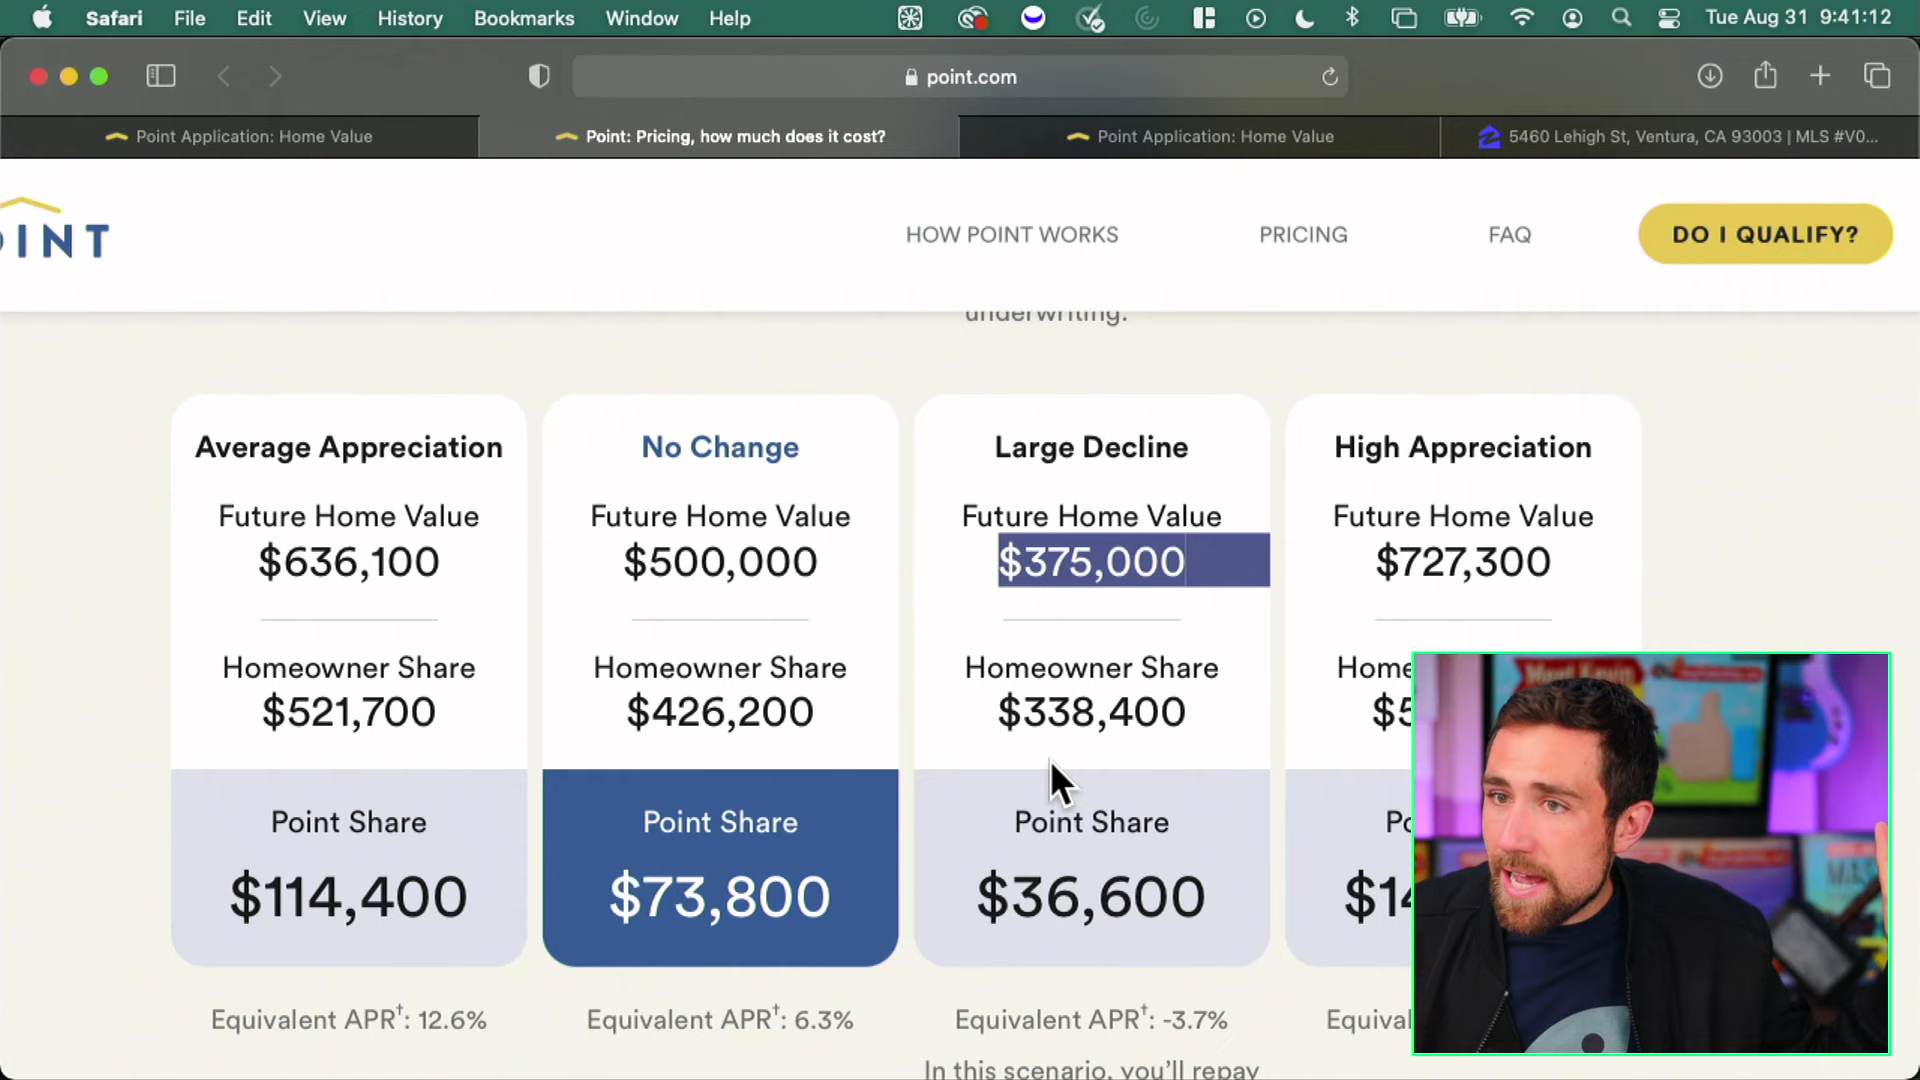 Safari File Edit View History Bookmarks Window Help Tue Aug 31 9:41:12
point.com
Point Application: Home Value
Point: Pricing, how much does it cost?
Point Application: Home Value
5460 Lehigh St, Ventura, CA 93003 | MLS #V0...
OINT
HOW POINT WORKS
PRICING
FAQ
DO I QUALIFY?
underwriting.
Average Appreciation
Future Home Value
$636,100
Homeowner Share
$521,700
Point Share
$114,400
Equivalent APR†: 12.6%
No Change
Future Home Value
$500,000
Homeowner Share
$426,200
Point Share
$73,800
Equivalent APR†: 6.3%
Large Decline
Future Home Value
$375,000
Homeowner Share
$338,400
Point Share
$36,600
Equivalent APR†: -3.7%
In this scenario, you'll repay
High Appreciation
Future Home Value
$727,300
Home
$5
Po
$14
Equiva